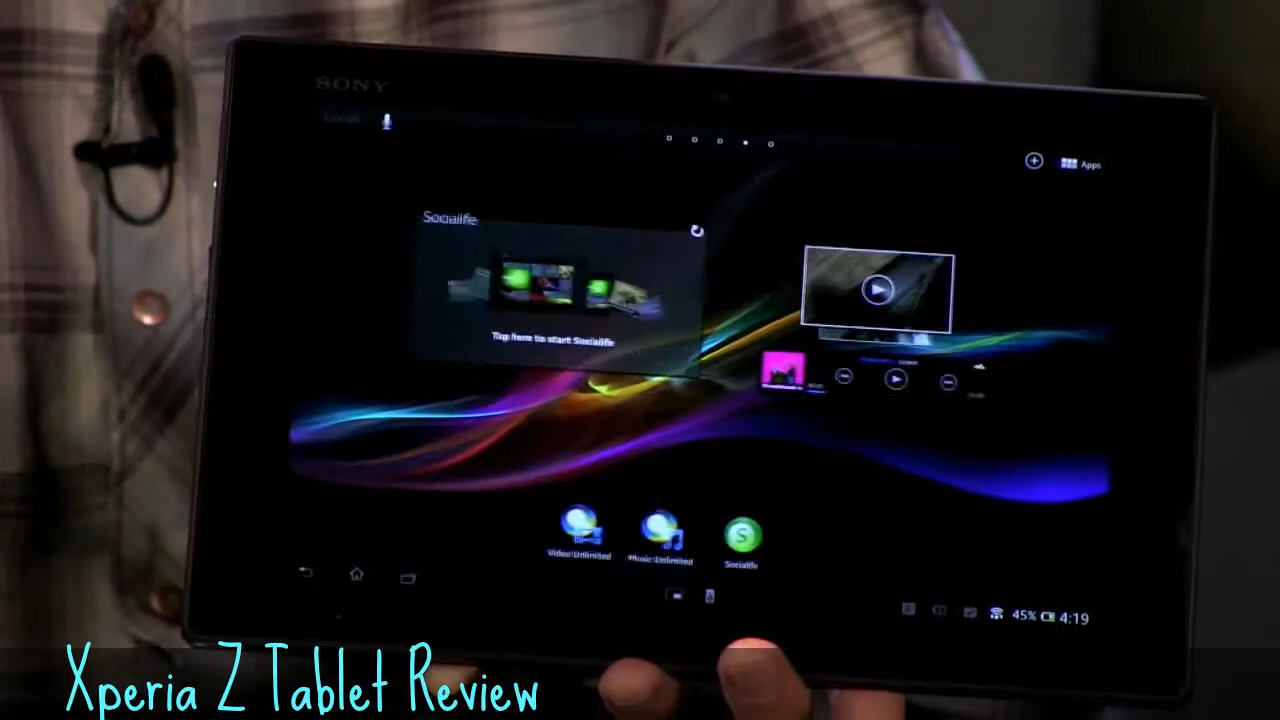 SONY
Google
Apps
Socialife
Tap here to start Socialife
Video Unlimited
Music Unlimited
Socialife
45%
4:19
Xperia Z Tablet Review